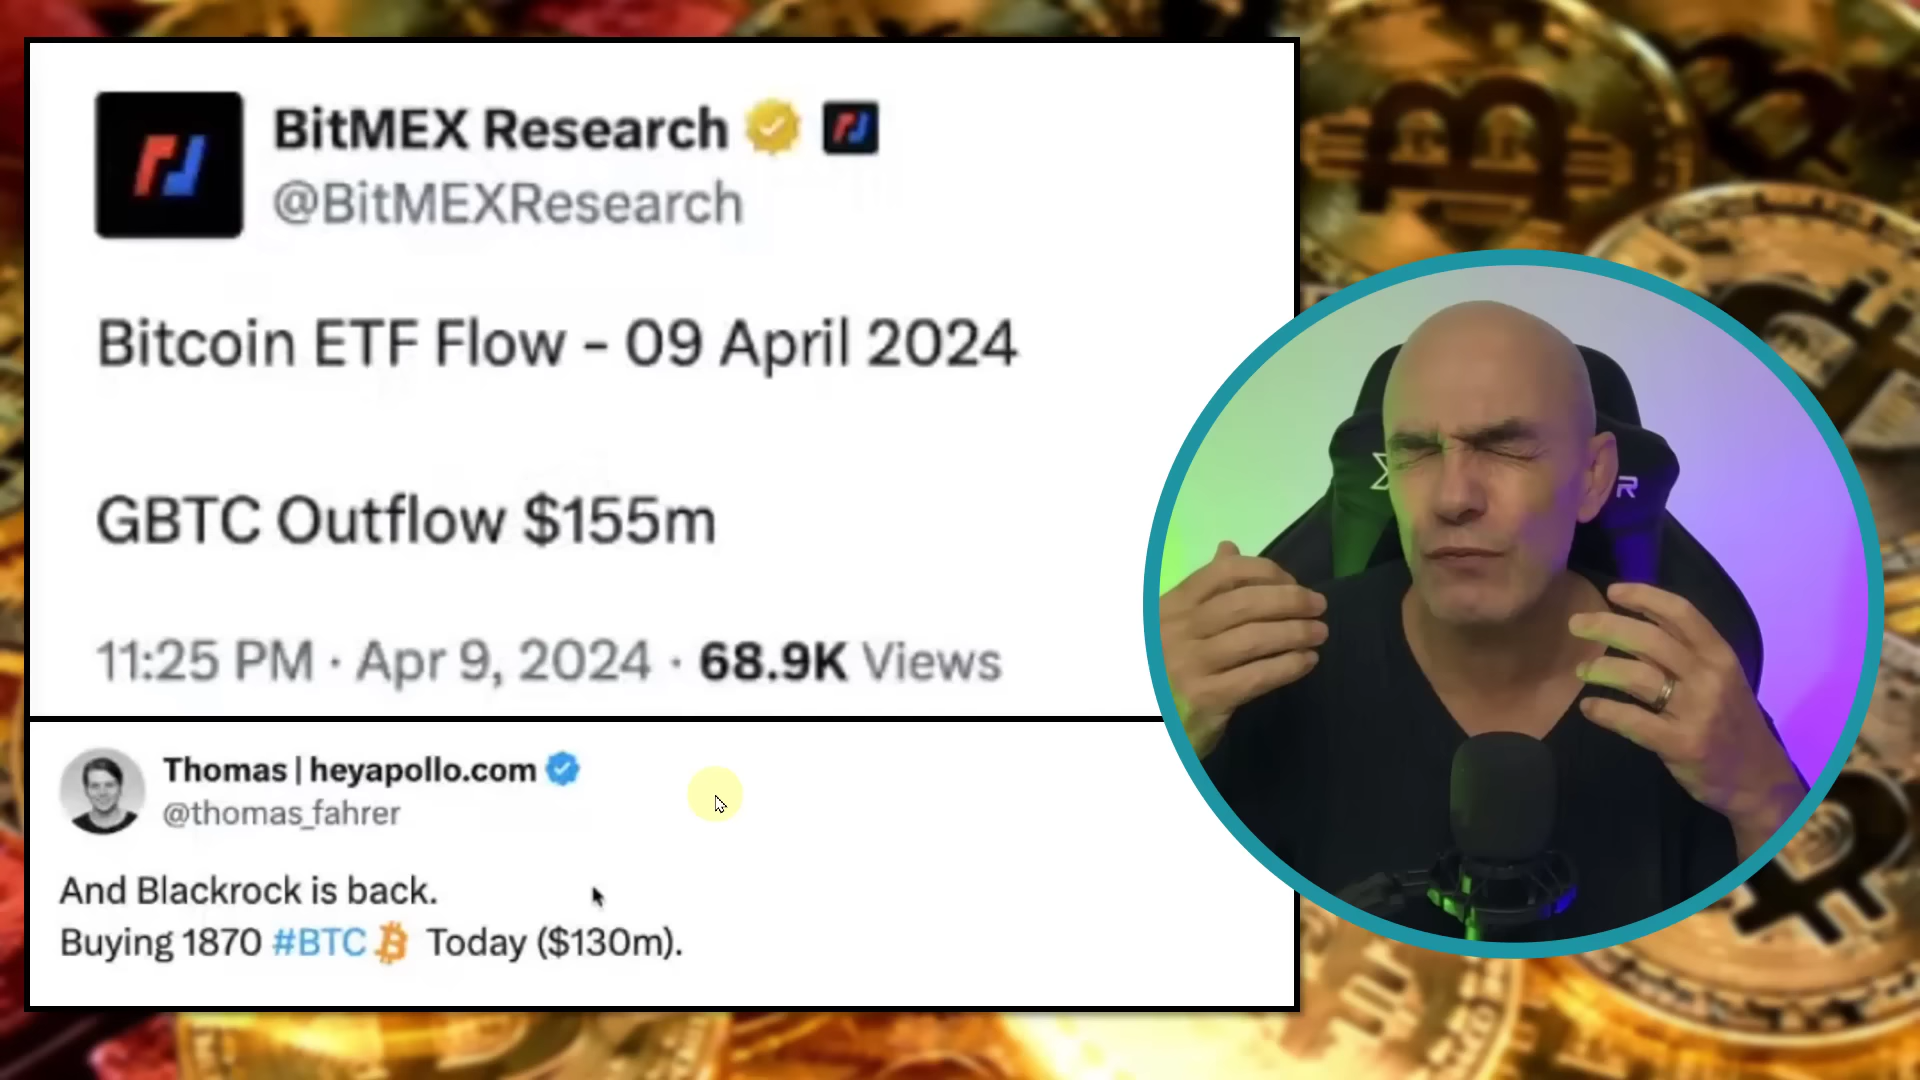 BitMEX Research
@BitMEXResearch
Bitcoin ETF Flow - 09 April 2024
GBTC Outflow $155m
11:25 PM · Apr 9, 2024 · 68.9K Views
Thomas | heyapollo.com
@thomas_fahrer
And Blackrock is back.
Buying 1870 #BTC Today ($130m).
R